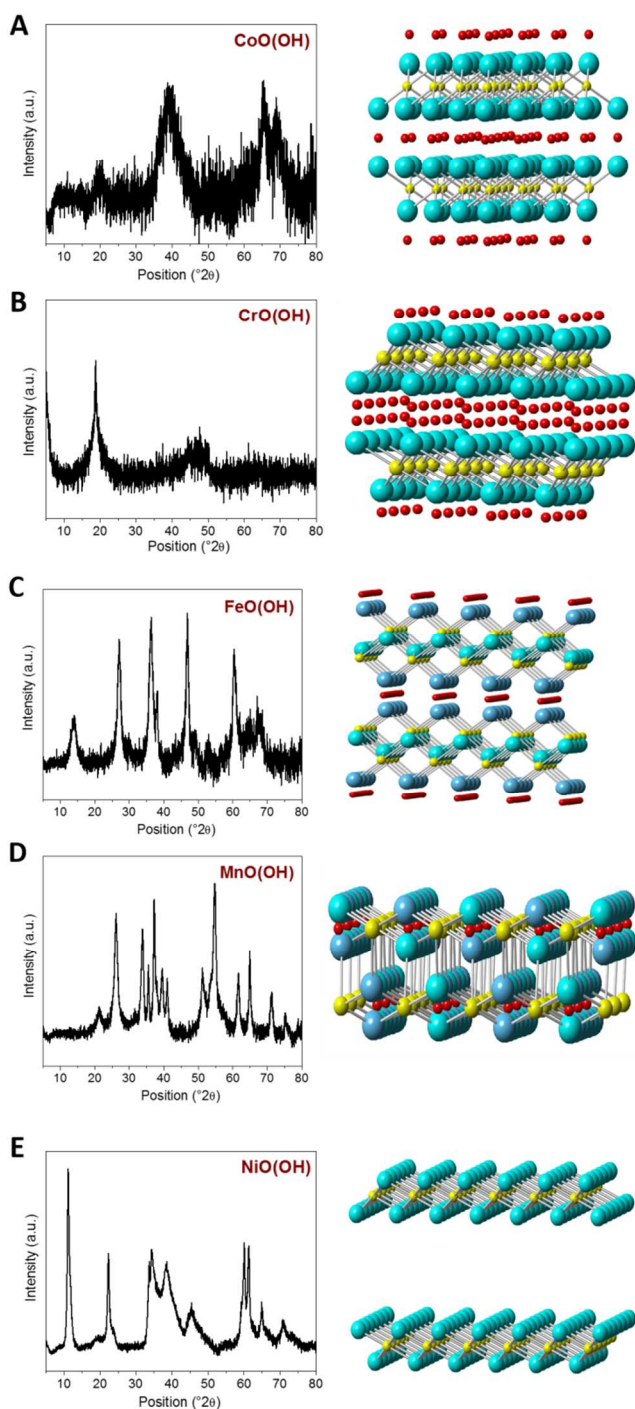 A
CoO(OH)
Intensity (a.u.)
10 20 30 40 50 60 70 80
Position (°2θ)
B
CrO(OH)
Intensity (a.u.)
10 20 30 40 50 60 70 80
Position (°2θ)
C
FeO(OH)
Intensity (a.u.)
10 20 30 40 50 60 70 80
Position (°2θ)
D
MnO(OH)
Intensity (a.u.)
10 20 30 40 50 60 70 80
Position (°2θ)
E
NiO(OH)
Intensity (a.u.)
10 20 30 40 50 60 70 80
Position (°2θ)